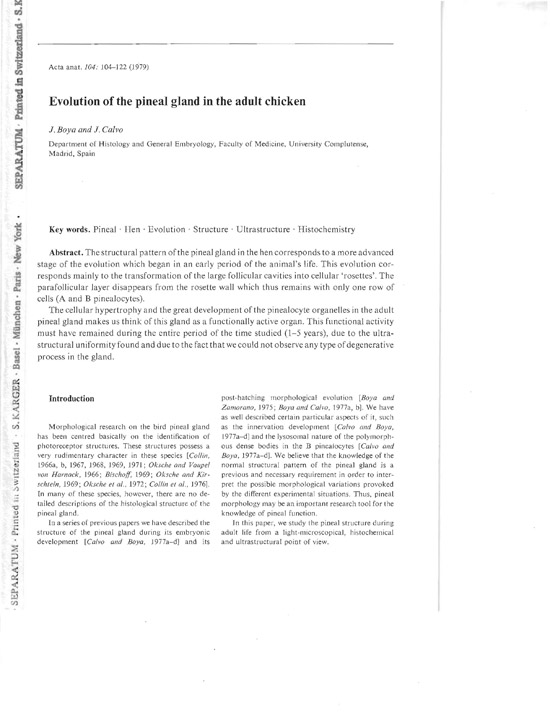 SEPARATUM · Printed in Switzerland · S. KARGER · Basel · München · Paris · New York ·
SEPARATUM · Printed in Switzerland · S.K
Acta anat. 104: 104–122 (1979)
Evolution of the pineal gland in the adult chicken
J. Boya and J. Calvo
Department of Histology and General Embryology, Faculty of Medicine, University Complutense,
Madrid, Spain
Key words. Pineal · Hen · Evolution · Structure · Ultrastructure · Histochemistry
Abstract. The structural pattern of the pineal gland in the hen corresponds to a more advanced
stage of the evolution which began in an early period of the animal's life. This evolution cor-
responds mainly to the transformation of the large follicular cavities into cellular 'rosettes'. The
parafollicular layer disappears from the rosette wall which thus remains with only one row of
cells (A and B pinealocytes).
The cellular hypertrophy and the great development of the pinealocyte organelles in the adult
pineal gland makes us think of this gland as a functionally active organ. This functional activity
must have remained during the entire period of the time studied (1–5 years), due to the ultra-
structural uniformity found and due to the fact that we could not observe any type of degenerative
process in the gland.
Introduction
Morphological research on the bird pineal gland
has been centred basically on the identification of
photoreceptor structures. These structures possess a
very rudimentary character in these species [Collin,
1966a, b, 1967, 1968, 1969, 1971; Oksche and Vaupel
von Harnack, 1966; Bischoff, 1969; Oksche and Kir-
schtein, 1969; Oksche et al., 1972; Collin et al., 1976].
In many of these species, however, there are no de-
tailed descriptions of the histological structure of the
pineal gland.
In a series of previous papers we have described the
structure of the pineal gland during its embryonic
development [Calvo and Boya, 1977a–d] and its
post-hatching morphological evolution [Boya and
Zamorano, 1975; Boya and Calvo, 1977a, b]. We have
as well described certain particular aspects of it, such
as the innervation development [Calvo and Boya,
1977a–d] and the lysosomal nature of the polymorph-
ous dense bodies in the B pinealocytes [Calvo and
Boya, 1977a–d]. We believe that the knowledge of the
normal structural pattern of the pineal gland is a
previous and necessary requirement in order to inter-
pret the possible morphological variations provoked
by the different experimental situations. Thus, pineal
morphology may be an important research tool for the
knowledge of pineal function.
In this paper, we study the pineal structure during
adult life from a light-microscopical, histochemical
and ultrastructural point of view.